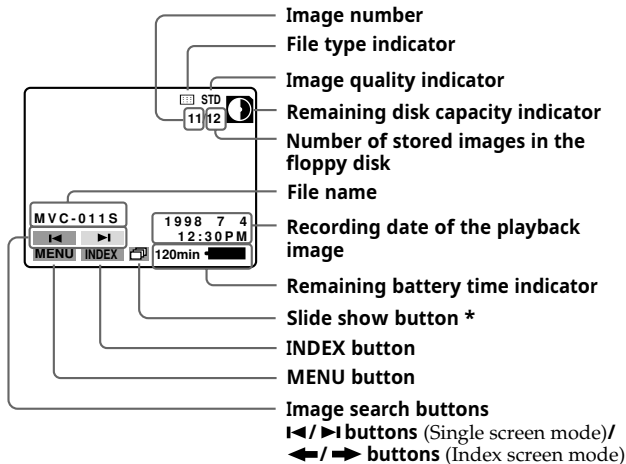 Image number
File type indicator
Image quality indicator
STD
Remaining disk capacity indicator
11 12
Number of stored images in the
floppy disk
File name
MVC-011S
1998 7 4
12:30PM
Recording date of the playback
image
MENU INDEX 120min
Remaining battery time indicator
Slide show button *
INDEX button
MENU button
Image search buttons
I◄/►I buttons (Single screen mode)/
←/→ buttons (Index screen mode)